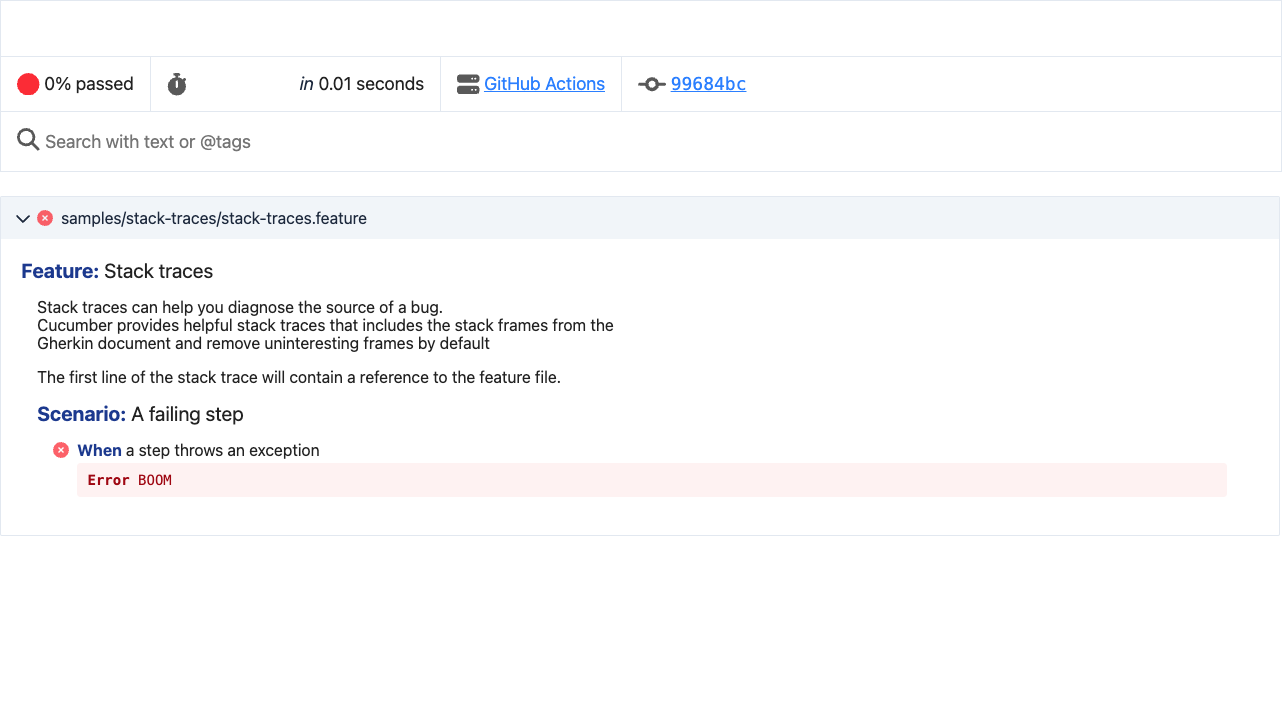 0% passed
in 0.01 seconds
GitHub Actions
99684bc
Search with text or @tags
samples/stack-traces/stack-traces.feature
Feature: Stack traces
Stack traces can help you diagnose the source of a bug.
Cucumber provides helpful stack traces that includes the stack frames from the
Gherkin document and remove uninteresting frames by default
The first line of the stack trace will contain a reference to the feature file.
Scenario: A failing step
When a step throws an exception
Error BOOM